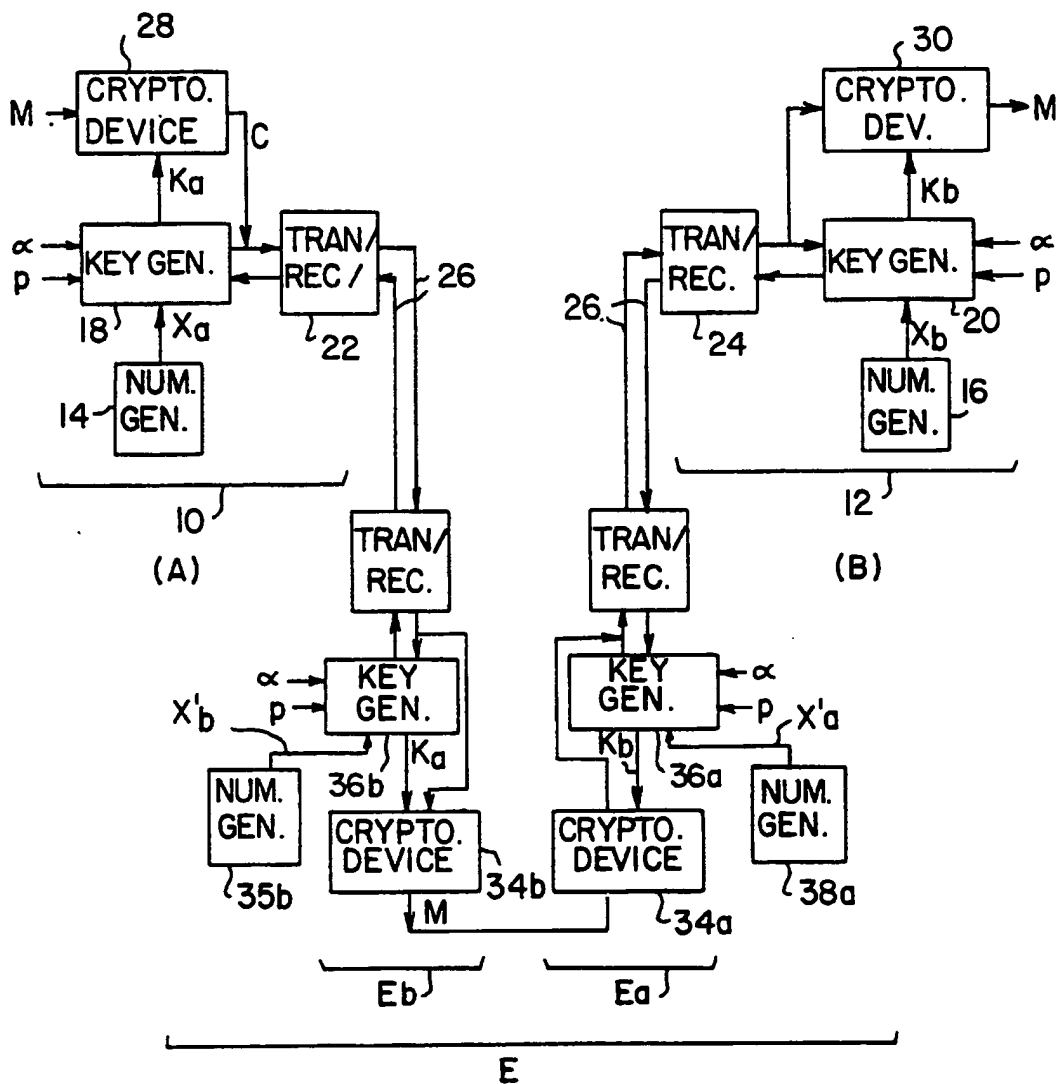 28
30
CRYPTO.
DEVICE
M
C
CRYPTO.
DEV.
M
Ka
Kb
α
p
KEY GEN.
TRAN/
REC/
26
TRAN/
REC.
KEY GEN.
α
p
18
Xa
22
26
24
Xb
20
14
NUM.
GEN.
NUM.
GEN.
16
10
12
(A)
(B)
TRAN/
REC.
TRAN/
REC.
α
p
KEY
GEN.
KEY
GEN.
α
p
X'b
Ka
36b
Kb
36a
X'a
NUM.
GEN.
35b
CRYPTO.
DEVICE
34b
CRYPTO.
DEVICE
34a
NUM.
GEN.
38a
M
Eb
Ea
E